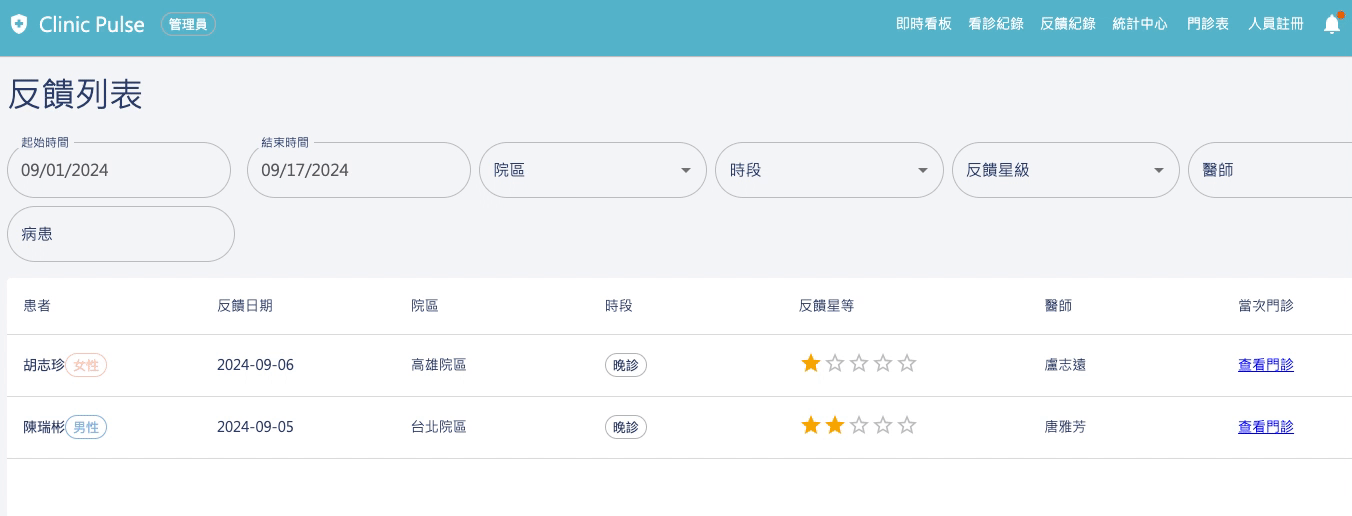 Clinic Pulse 管理員 即時看板 看診紀錄 反饋紀錄 統計中心 門診表 人員註冊
反饋列表
起始時間 結束時間
09/01/2024 09/17/2024 院區 時段 反饋星級 醫師
病患
患者 反饋日期 院區 時段 反饋星等 醫師 當次門診
胡志珍 女性 2024-09-06 高雄院區 晚診 盧志遠 查看門診
陳瑞彬 男性 2024-09-05 台北院區 晚診 唐雅芳 查看門診